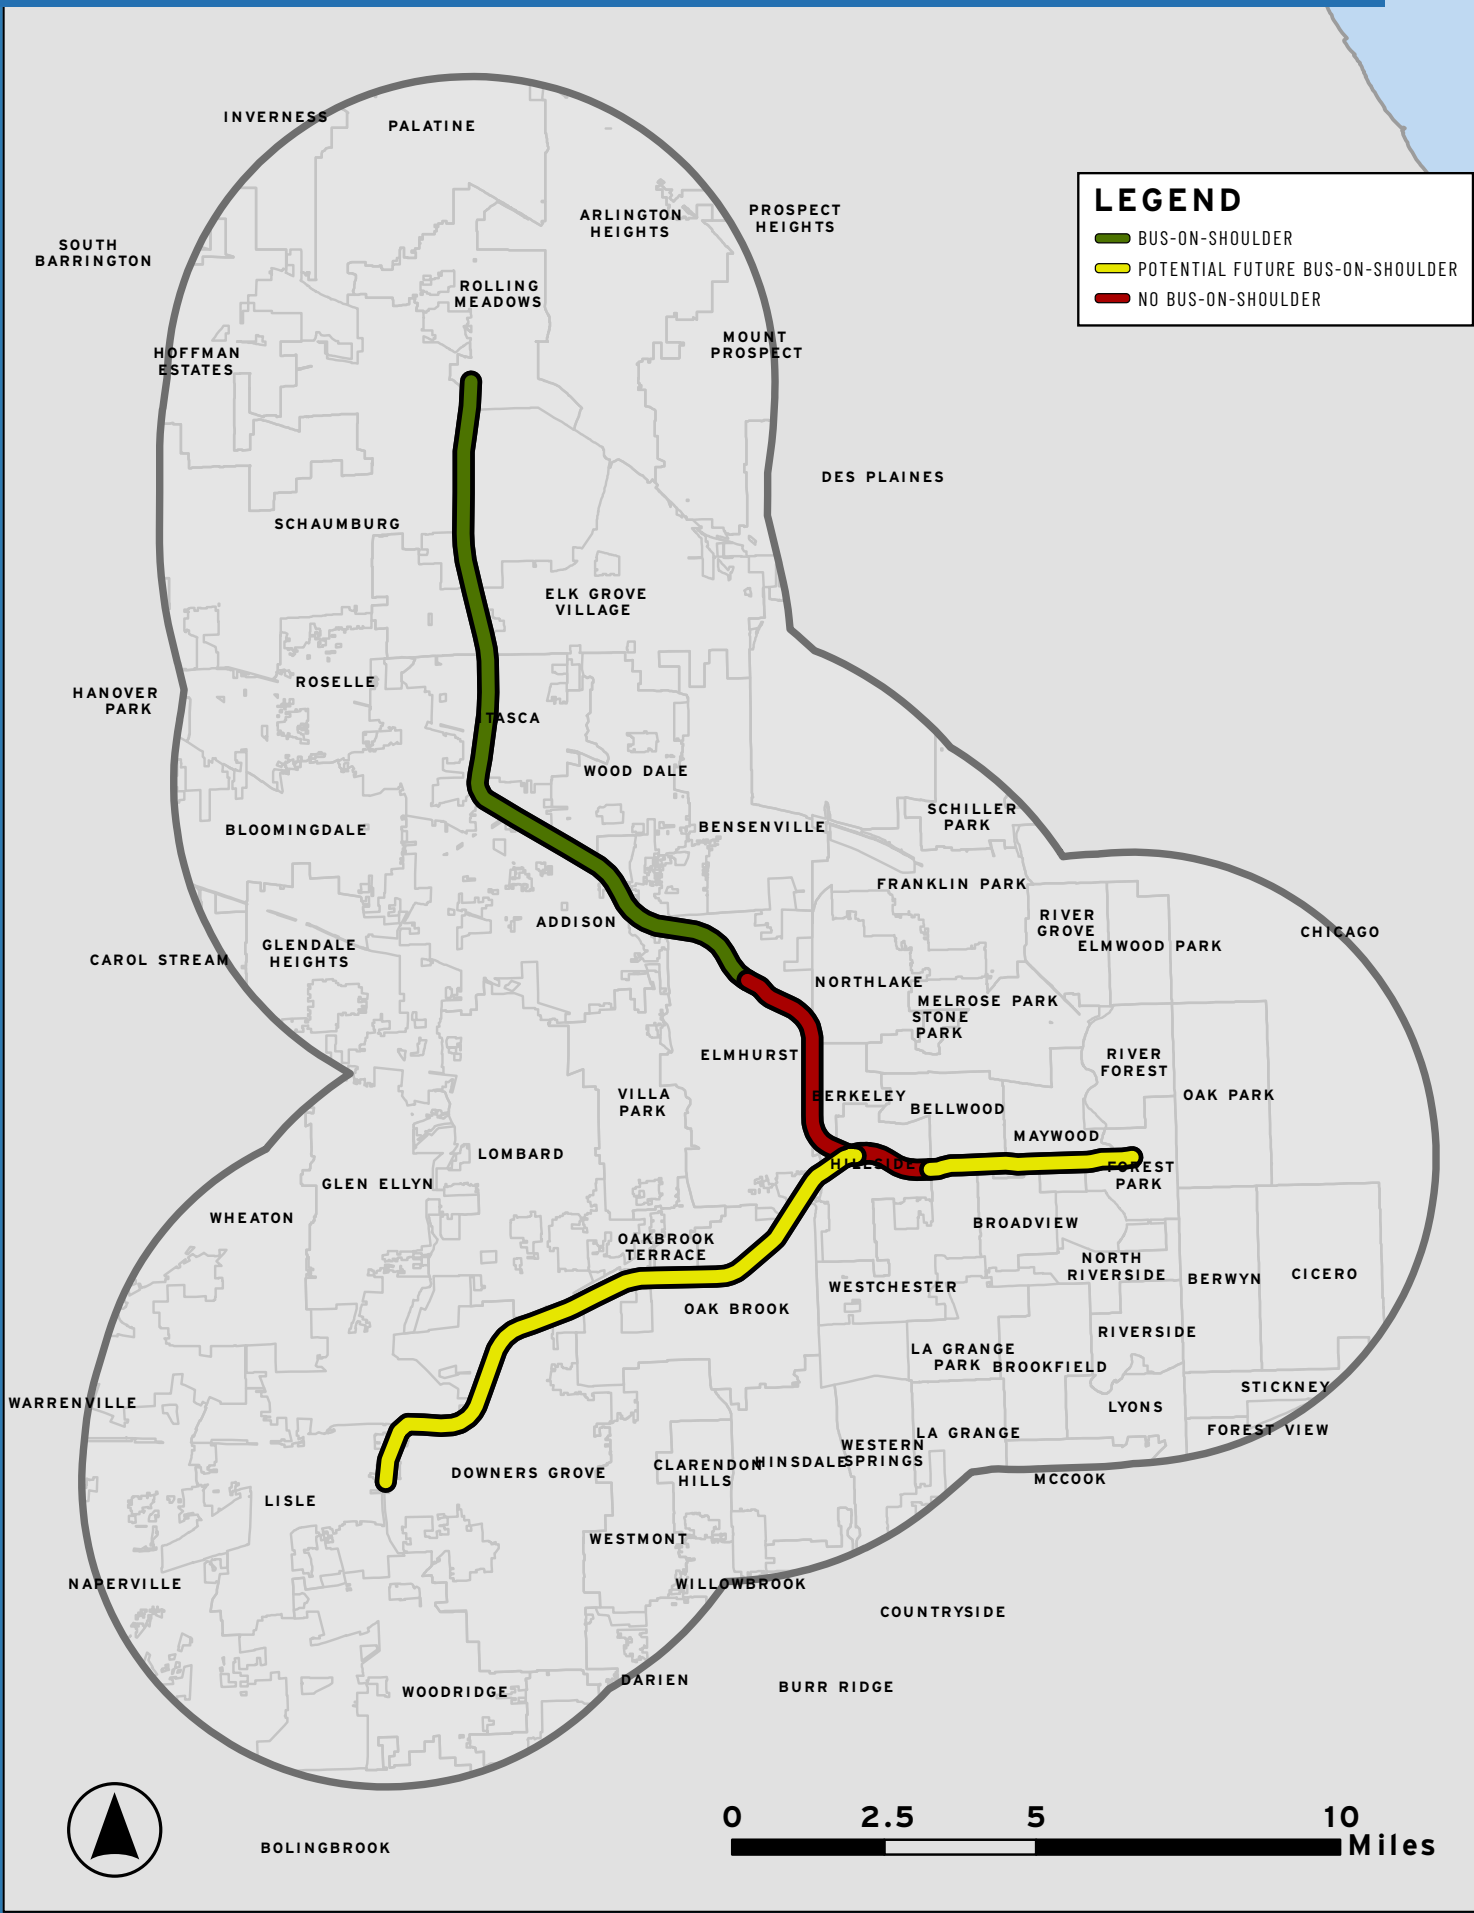 INVERNESS
PALATINE
ARLINGTON
HEIGHTS
PROSPECT
HEIGHTS
LEGEND
BUS-ON-SHOULDER
POTENTIAL FUTURE BUS-ON-SHOULDER
NO BUS-ON-SHOULDER
SOUTH
BARRINGTON
ROLLING
MEADOWS
MOUNT
PROSPECT
HOFFMAN
ESTATES
DES PLAINES
SCHAUMBURG
ELK GROVE
VILLAGE
ROSELLE
HANOVER
PARK
ITASCA
WOOD DALE
SCHILLER
PARK
BLOOMINGDALE
BENSENVILLE
FRANKLIN PARK
RIVER
GROVE
ADDISON
CHICAGO
ELMWOOD PARK
GLENDALE
HEIGHTS
CAROL STREAM
NORTHLAKE
MELROSE PARK
STONE
PARK
ELMHURST
RIVER
FOREST
VILLA
PARK
BERKELEY
BELLWOOD
OAK PARK
MAYWOOD
LOMBARD
HILLSIDE
FOREST
PARK
GLEN ELLYN
WHEATON
BROADVIEW
OAKBROOK
TERRACE
NORTH
RIVERSIDE
BERWYN
CICERO
WESTCHESTER
OAK BROOK
RIVERSIDE
LA GRANGE
PARK
BROOKFIELD
STICKNEY
WARRENVILLE
LYONS
FOREST VIEW
LA GRANGE
WESTERN
SPRINGS
HINSDALE
CLARENDON
HILLS
DOWNERS GROVE
MCCOOK
LISLE
WESTMONT
NAPERVILLE
WILLOWBROOK
COUNTRYSIDE
DARIEN
BURR RIDGE
WOODRIDGE
BOLINGBROOK
0 2.5 5 10
Miles